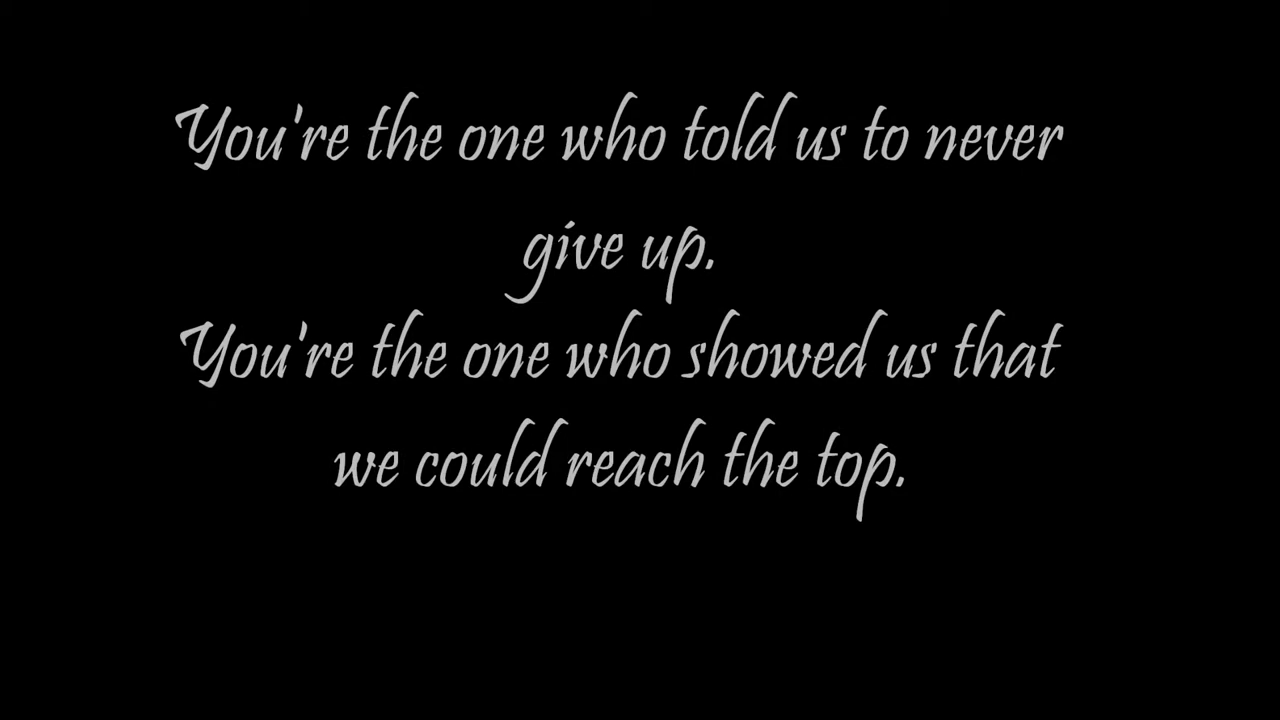 You're the one who told us to never
give up.
You're the one who showed us that
we could reach the top.